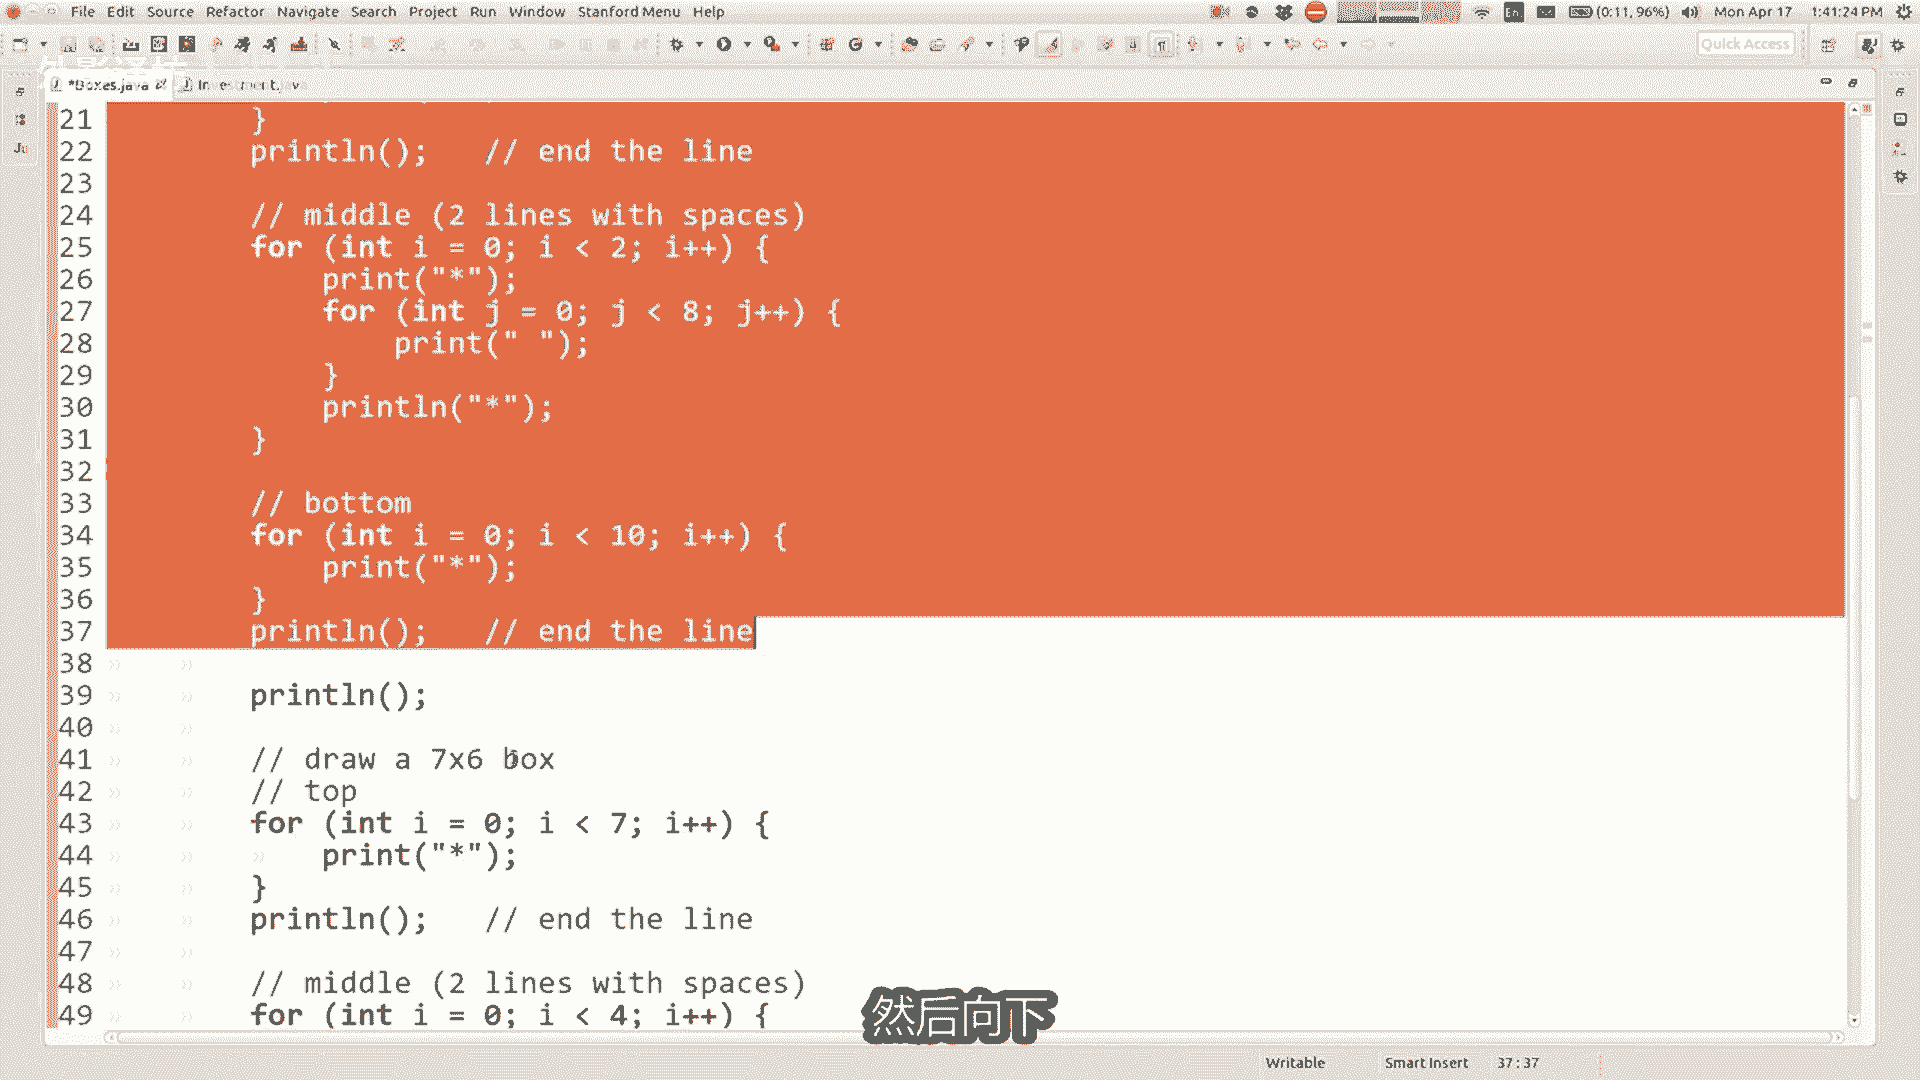 File Edit Source Refactor Navigate Search Project Run Window Stanford Menu Help En (0:11, 96%) Mon Apr 17 1:41:24 PM
Quick Access
*Boxes.java Investment.java
21 }
22 println(); // end the line
23
24 // middle (2 lines with spaces)
25 for (int i = 0; i < 2; i++) {
26 print("*");
27 for (int j = 0; j < 8; j++) {
28 print(" ");
29 }
30 println("*");
31 }
32
33 // bottom
34 for (int i = 0; i < 10; i++) {
35 print("*");
36 }
37 println(); // end the line
38
39 println();
40
41 // draw a 7x6 box
42 // top
43 for (int i = 0; i < 7; i++) {
44 print("*");
45 }
46 println(); // end the line
47
48 // middle (2 lines with spaces)
49 for (int i = 0; i < 4; i++) {
然后向下
Writable Smart Insert 37 : 37